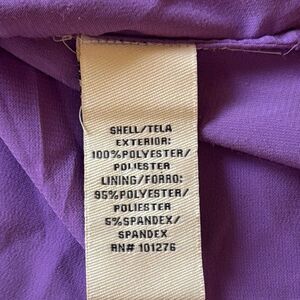 SHELL/TELA
EXTERIOR:
100%POLYESTER/
POLIESTER
LINING/FORRO:
95%POLYESTER/
POLIESTER
5%SPANDEX/
SPANDEX
RN# 101276